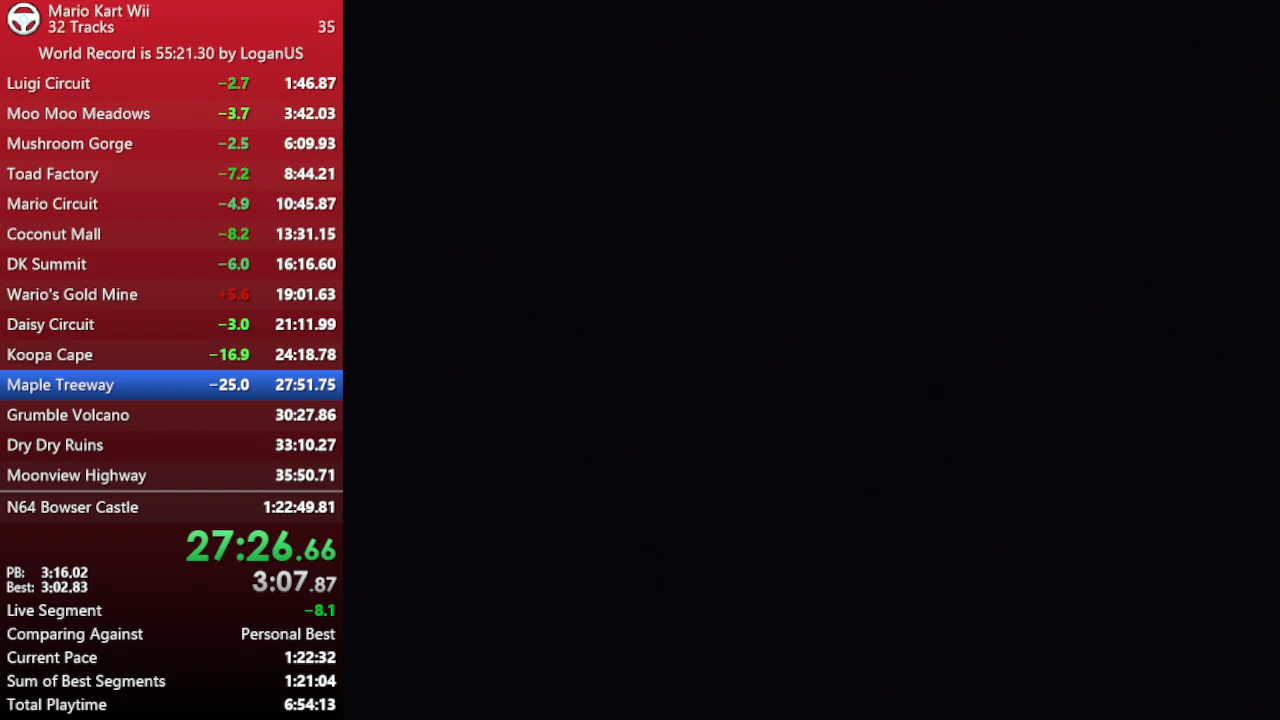 Mario Kart Wii
32 Tracks 35
World Record is 55:21.30 by LoganUS
Luigi Circuit −2.7 1:46.87
Moo Moo Meadows −3.7 3:42.03
Mushroom Gorge −2.5 6:09.93
Toad Factory −7.2 8:44.21
Mario Circuit −4.9 10:45.87
Coconut Mall −8.2 13:31.15
DK Summit −6.0 16:16.60
Wario's Gold Mine +5.6 19:01.63
Daisy Circuit −3.0 21:11.99
Koopa Cape −16.9 24:18.78
Maple Treeway −25.0 27:51.75
Grumble Volcano 30:27.86
Dry Dry Ruins 33:10.27
Moonview Highway 35:50.71
N64 Bowser Castle 1:22:49.81
27:26.66
PB: 3:16.02
Best: 3:02.83
3:07.87
Live Segment −8.1
Comparing Against Personal Best
Current Pace 1:22:32
Sum of Best Segments 1:21:04
Total Playtime 6:54:13